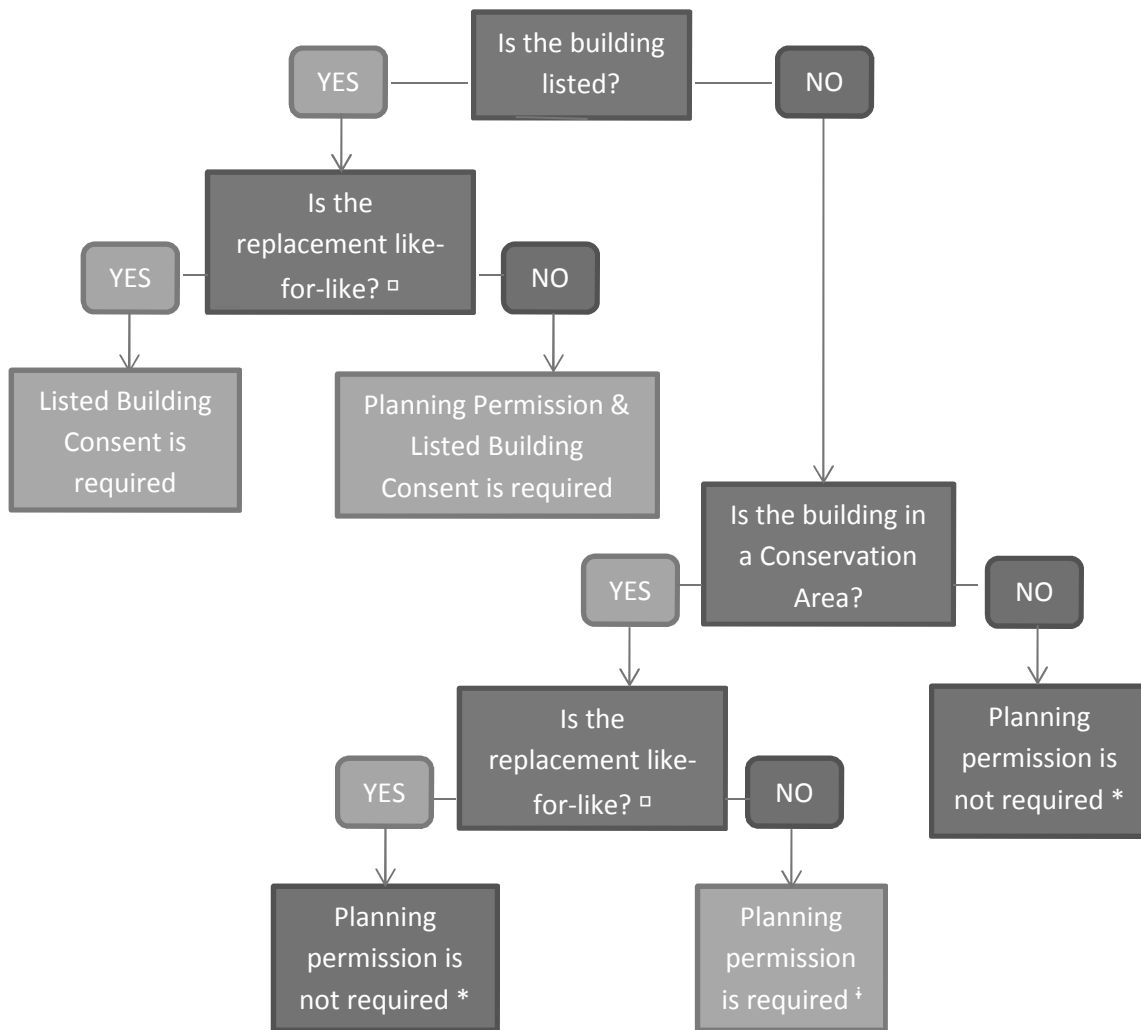 Is the building
listed?
YES
NO
Is the
replacement like-
for-like? □
YES
NO
Listed Building
Consent is
required
Planning Permission &
Listed Building
Consent is required
Is the building in
a Conservation
Area?
YES
NO
Is the
replacement like-
for-like? □
YES
NO
Planning
permission is
not required *
Planning
permission is
not required *
Planning
permission
is required ⸸